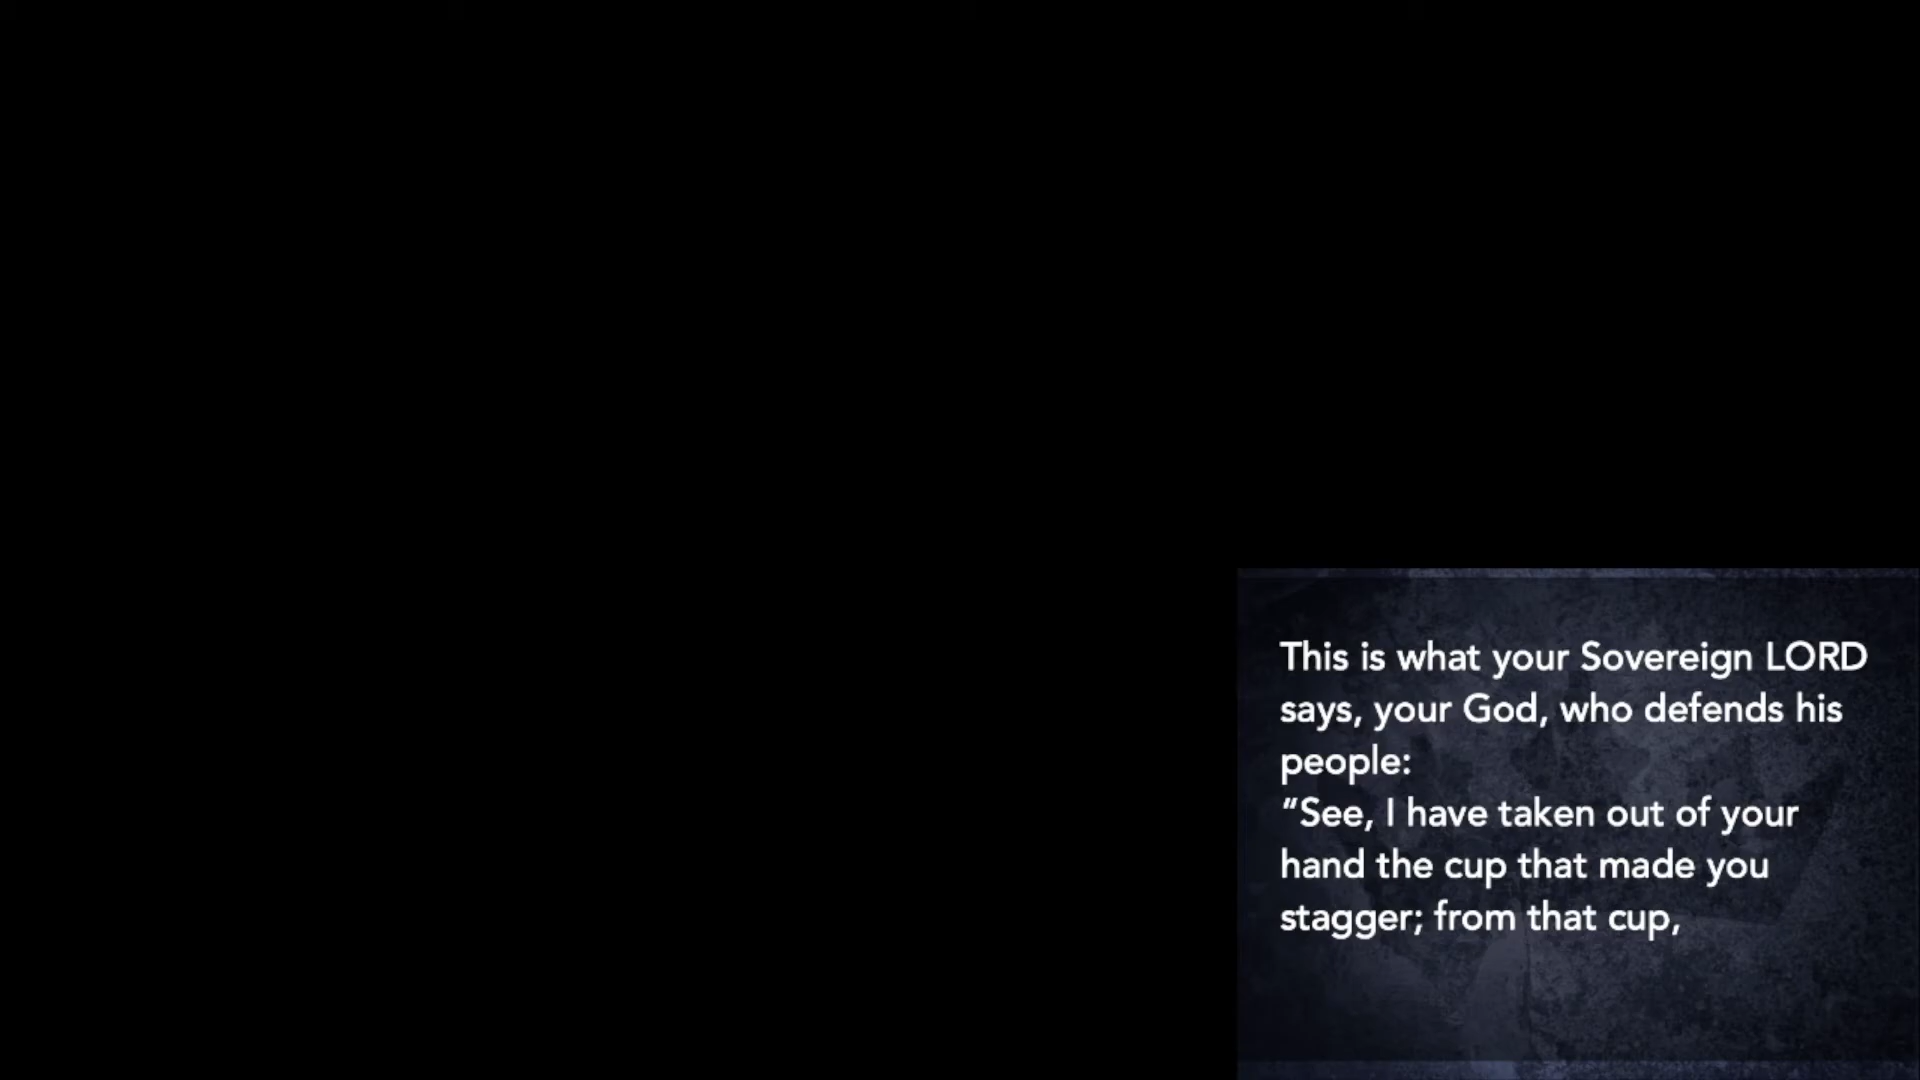 This is what your Sovereign LORD
says, your God, who defends his
people:
“See, I have taken out of your
hand the cup that made you
stagger; from that cup,